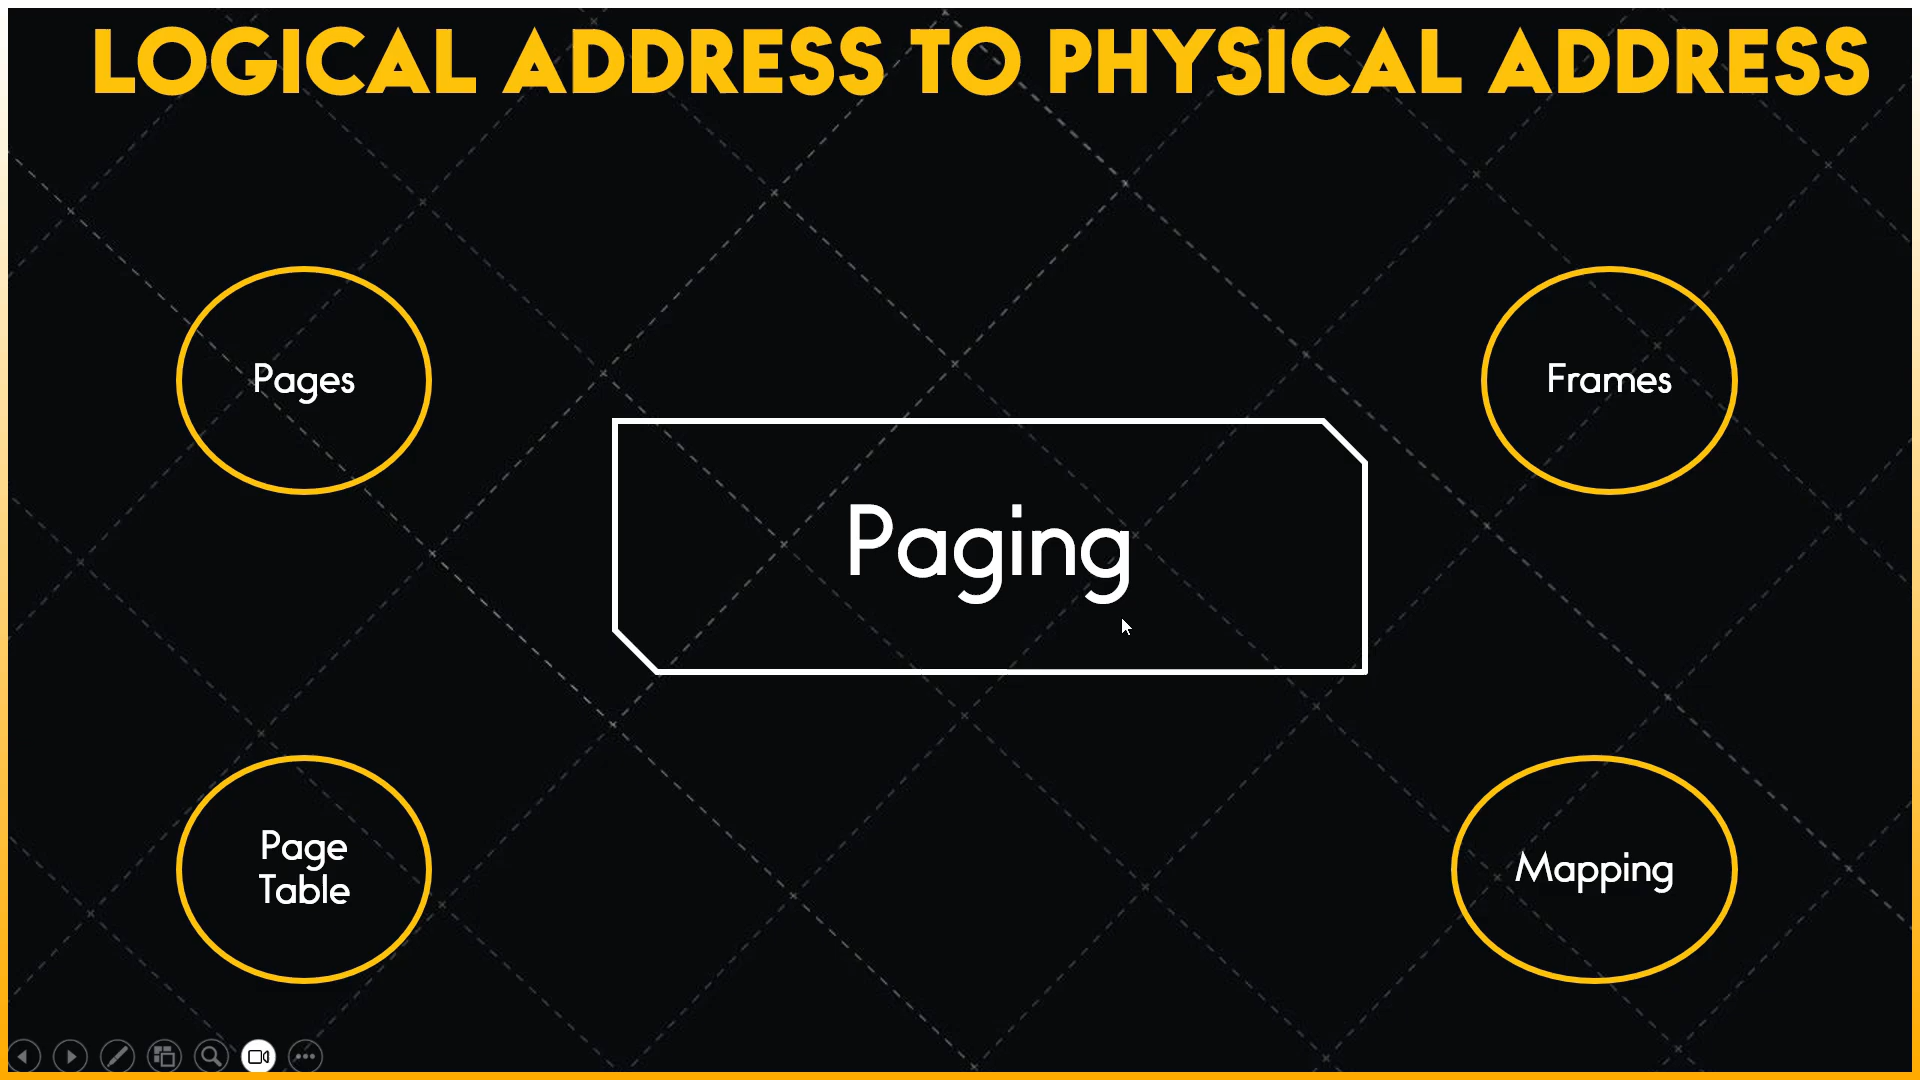 LOGICAL ADDRESS TO PHYSICAL ADDRESS
Pages
Frames
Paging
Page
Table
Mapping